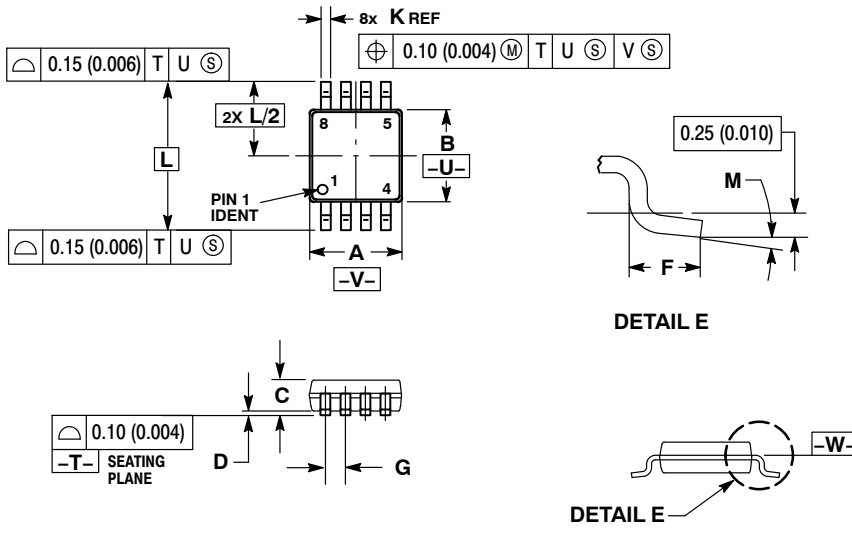 8x K REF
⌖ 0.10 (0.004) Ⓜ T U Ⓢ V Ⓢ
⌓ 0.15 (0.006) T U Ⓢ
2X L/2
8 5
B
–U–
L
PIN 1
IDENT
1
4
⌓ 0.15 (0.006) T U Ⓢ
A
–V–
0.25 (0.010)
M
F
DETAIL E
C
⌓ 0.10 (0.004)
–T– SEATING
PLANE
D
G
–W–
DETAIL E